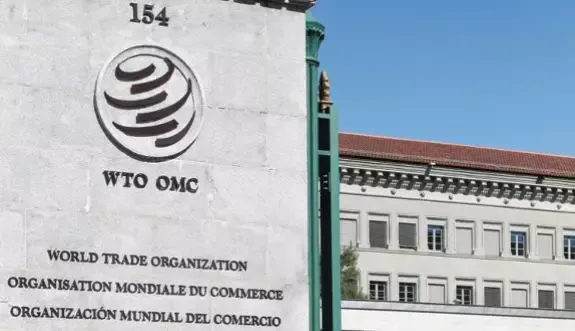 154
WTO OMC
WORLD TRADE ORGANIZATION
ORGANISATION MONDIALE DU COMMERCE
ORGANIZACIÓN MUNDIAL DEL COMERCIO